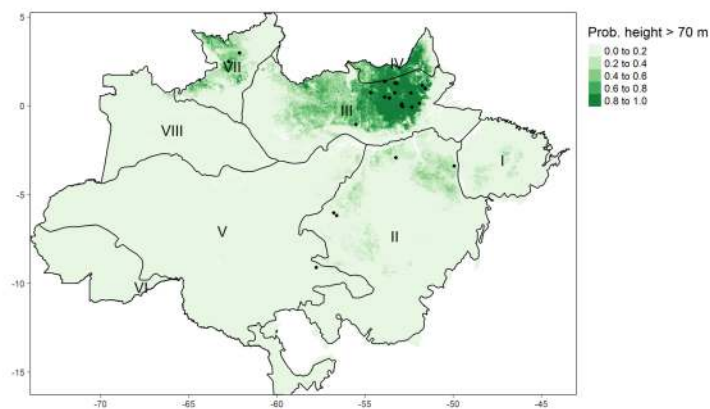 Prob. height > 70 m
0.0 to 0.2
0.2 to 0.4
0.4 to 0.6
0.6 to 0.8
0.8 to 1.0
5
0
-5
-10
-15
VII
IV
III
VIII
I
V
II
VI
-70
-65
-60
-55
-50
-45